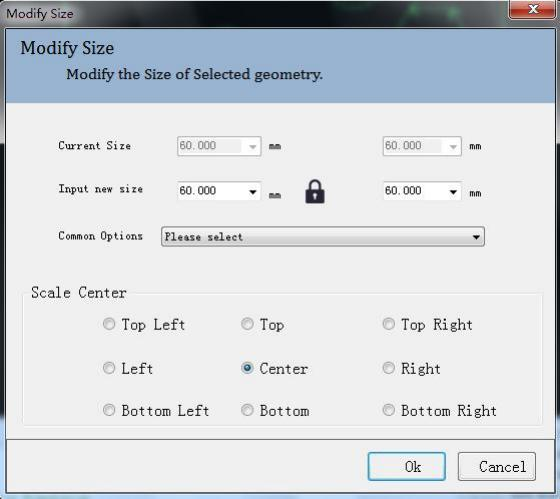 Modify Size
Modify Size
Modify the Size of Selected geometry.
Current Size 60.000 mm 60.000 mm
Input new size 60.000 mm 60.000 mm
Common Options Please select
Scale Center
Top Left Top Top Right
Left Center Right
Bottom Left Bottom Bottom Right
Ok Cancel